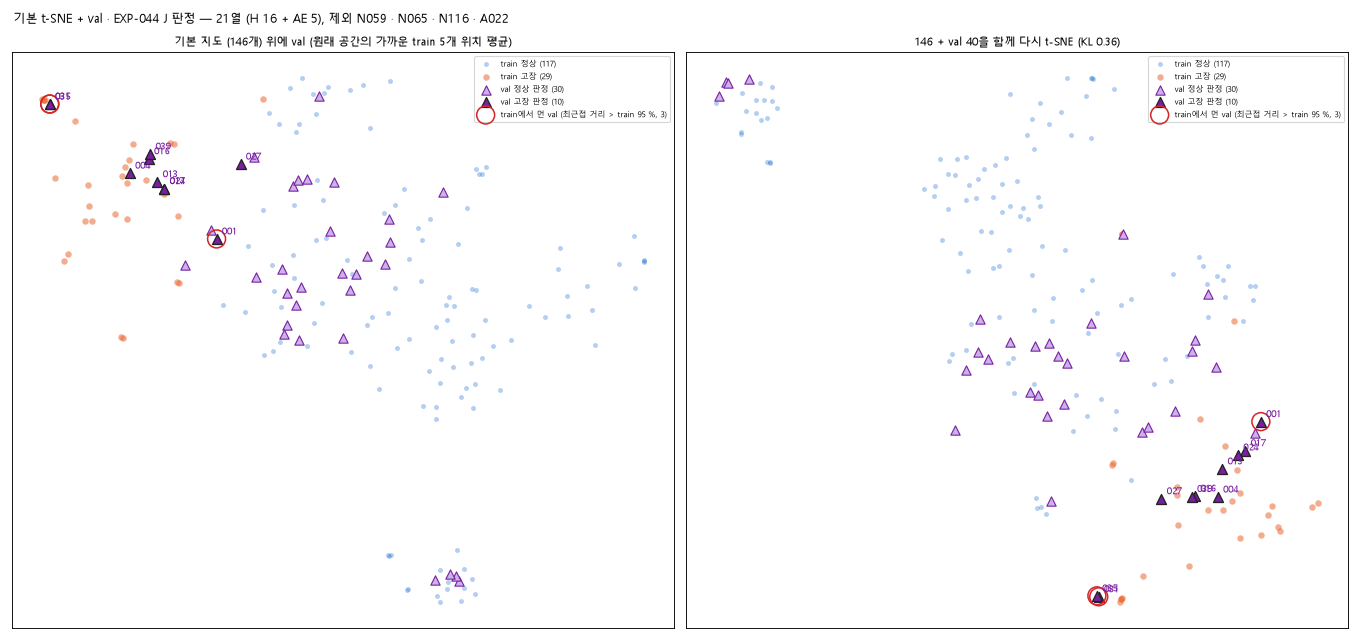 기본 t-SNE + val · EXP-044 J 판정 — 21열 (H 16 + AE 5), 제외 N059 · N065 · N116 · A022
기본 지도 (146개) 위에 val (원래 공간의 가까운 train 5개 위치 평균)
train 정상 (117)
train 고장 (29)
val 정상 판정 (30)
val 고장 판정 (10)
train에서 먼 val (최근접 거리 > train 95 %, 3)
016
004
013
001
146 + val 40을 함께 다시 t-SNE (KL 0.36)
train 정상 (117)
train 고장 (29)
val 정상 판정 (30)
val 고장 판정 (10)
train에서 먼 val (최근접 거리 > train 95 %, 3)
001
017
027
004